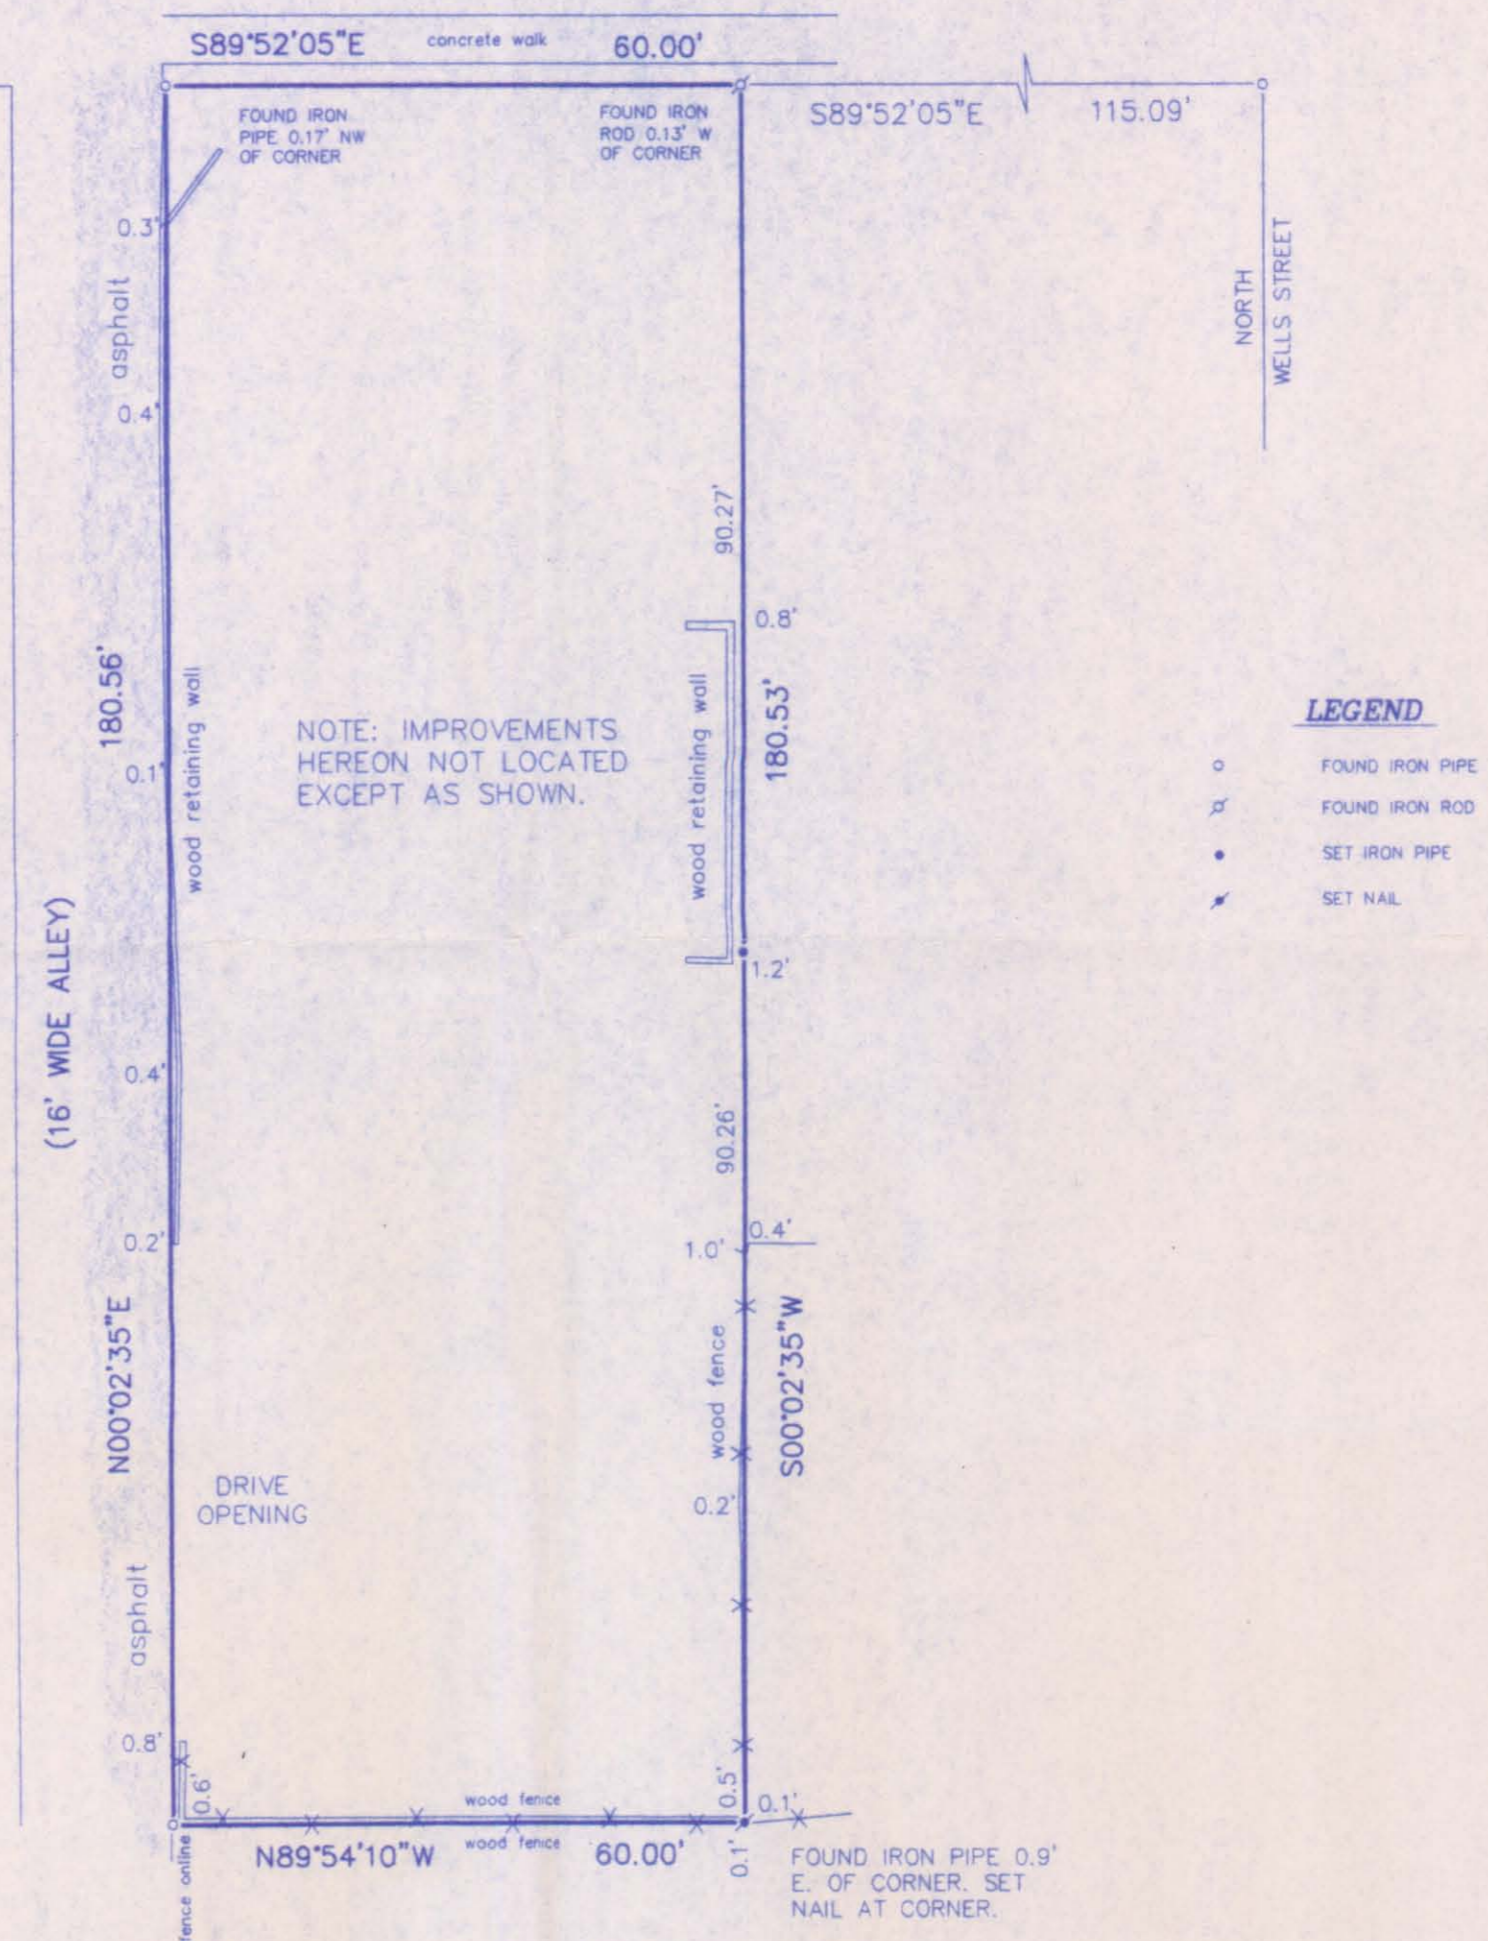 S89°52'05"E concrete walk 60.00'
FOUND IRON
PIPE 0.17' NW
OF CORNER
FOUND IRON
ROD 0.13' W
OF CORNER
S89°52'05"E 115.09'
NORTH
WELLS STREET
0.3'
asphalt
0.4'
90.27'
0.8'
180.56'
wood retaining wall
0.1'
NOTE: IMPROVEMENTS
HEREON NOT LOCATED
EXCEPT AS SHOWN.
wood retaining wall
180.53'
LEGEND
FOUND IRON PIPE
FOUND IRON ROD
SET IRON PIPE
SET NAIL
(16' WIDE ALLEY)
1.2'
0.4'
90.26'
0.2'
1.0'
0.4'
N00°02'35"E
wood fence
S00°02'35"W
DRIVE
OPENING
0.2'
asphalt
0.8'
0.6'
wood fence
0.5'
0.1'
N89°54'10"W
wood fence
60.00'
0.1'
FOUND IRON PIPE 0.9'
E. OF CORNER. SET
NAIL AT CORNER.
fence online